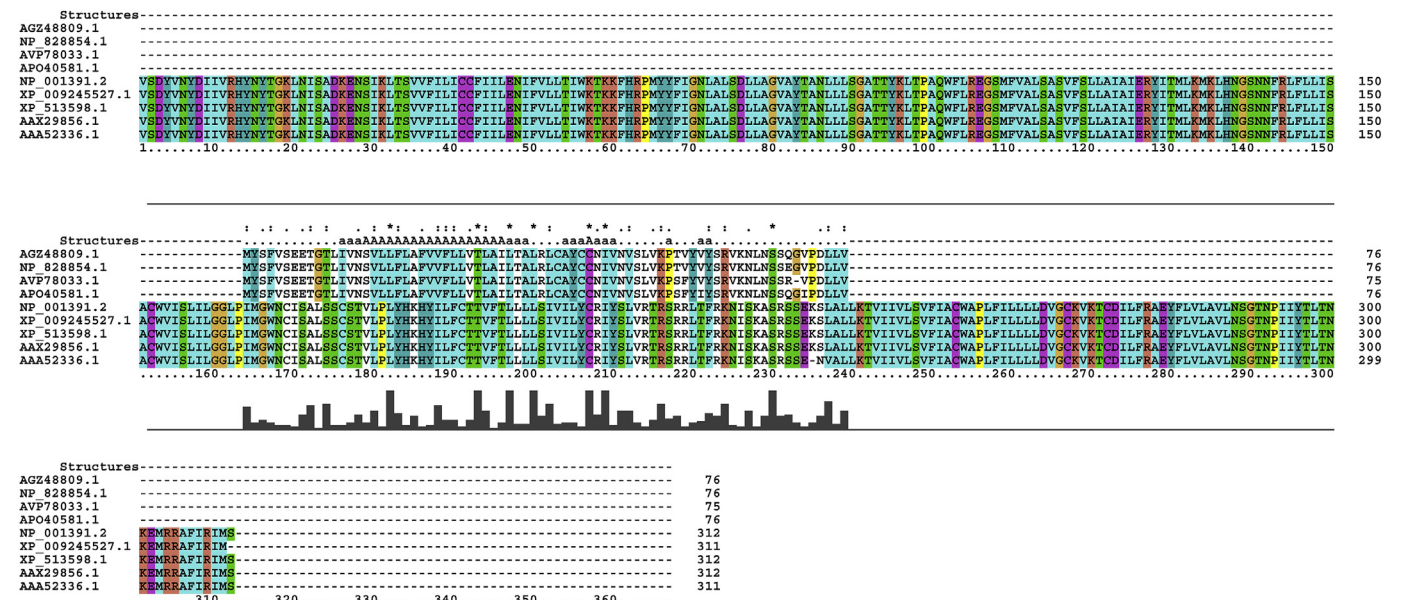 Structures------------------------------------------------------------------------------------------------------------------------------------------------------
AGZ48809.1 ------------------------------------------------------------------------------------------------------------------------------------------------------
NP_828854.1 ------------------------------------------------------------------------------------------------------------------------------------------------------
AVP78033.1 ------------------------------------------------------------------------------------------------------------------------------------------------------
APO40581.1 ------------------------------------------------------------------------------------------------------------------------------------------------------
NP_001391.2 VSDYVNYDIIVRHYNYTGKLNISADKENSIKLTSVVFILICCFIILENIFVLLTIWKTKKFHRPMYYFIGNLALSDLLAGVAYTANLLLSGATTYKLTPAQWFLREGSMFVALSASVFSLLAIAIERYITMLKMKLHNGSNNFRLFLLIS 150
XP_009245527.1 VSDYVNYDIIVRHYNYTGKLNISADKENSIKLTSVVFILICCFIILENIFVLLTIWKTKKFHRPMYYFIGNLALSDLLAGVAYTANLLLSGATTYKLTPAQWFLREGSMFVALSASVFSLLAIAIERYITMLKMKLHNGSNNFRLFLLIS 150
XP_513598.1 VSDYVNYDIIVRHYNYTGKLNISADKENSIKLTSVVFILICCFIILENIFVLLTIWKTKKFHRPMYYFIGNLALSDLLAGVAYTANLLLSGATTYKLTPAQWFLREGSMFVALSASVFSLLAIAIERYITMLKMKLHNGSNNFRLFLLIS 150
AAX29856.1 VSDYVNYDIIVRHYNYTGKLNISADKENSIKLTSVVFILICCFIILENIFVLLTIWKTKKFHRPMYYFIGNLALSDLLAGVAYTANLLLSGATTYKLTPAQWFLREGSMFVALSASVFSLLAIAIERYITMLKMKLHNGSNNFRLFLLIS 150
AAA52336.1 VSDYVNYDIIVRHYNYTGKLNISADKENSIKLTSVVFILICCFIILENIFVLLTIWKTKKFHRPMYYFIGNLALSDLLAGVAYTANLLLSGATTYKLTPAQWFLREGSMFVALSASVFSLLAIAIERYITMLKMKLHNGSNNFRLFLLIS 150
1.......10........20........30........40........50........60........70........80........90.......100.......110.......120.......130.......140.......150
Structures
AGZ48809.1 MYSFVSEETGTLIVNSVLLFLAFVVFLLVTLAILTALRLCAYCCNIVNVSLVKPTVYVYSRVKNLNSSQGVPDLLV 76
NP_828854.1 MYSFVSEETGTLIVNSVLLFLAFVVFLLVTLAILTALRLCAYCCNIVNVSLVKPTVYVYSRVKNLNSSEGVPDLLV 76
AVP78033.1 MYSFVSEETGTLIVNSVLLFLAFVVFLLVTLAILTALRLCAYCCNIVNVSLVKPTVYVYSRVKNLNSSR-VPDLLV 75
APO40581.1 MYSFVSEETGTLIVNSVLLFLAFVVFLLVTLAILTALRLCAYCCNIVNVSLVKPSFYIYSRVKNLNSSQGIPDLLV 76
NP_001391.2 ACWVISLILGGLPIMGWNCISALSSCSTVLPLYHKHYILFCTTVFTLLLLSIVILYCRIYSLVRTRSRRLTFRKNISKASRSSEKSLALLKTVIIVLSVFIACWAPLFILLLLDVGCKVKTCDILFRAEYFLVLAVLNSGTNPIIYTLTN 300
XP_009245527.1 ACWVISLILGGLPIMGWNCISALSSCSTVLPLYHKHYILFCTTVFTLLLLSIVILYCRIYSLVRTRSRRLTFRKNISKASRSSEKSLALLKTVIIVLSVFIACWAPLFILLLLDVGCKVKTCDILFRAEYFLVLAVLNSGTNPIIYTLTN 300
XP_513598.1 ACWVISLILGGLPIMGWNCISALSSCSTVLPLYHKHYILFCTTVFTLLLLSIVILYCRIYSLVRTRSRRLTFRKNISKASRSSEKSLALLKTVIIVLSVFIACWAPLFILLLLDVGCKVKTCDILFRAEYFLVLAVLNSGTNPIIYTLTN 300
AAX29856.1 ACWVISLILGGLPIMGWNCISALSSCSTVLPLYHKHYILFCTTVFTLLLLSIVILYCRIYSLVRTRSRRLTFRKNISKASRSSEKSLALLKTVIIVLSVFIACWAPLFILLLLDVGCKVKTCDILFRAEYFLVLAVLNSGTNPIIYTLTN 300
AAA52336.1 ACWVISLILGGLPIMGWNCISALSSCSTVLPLYHKHYILFCTTVFTLLLLSIVILYCRIYSLVRTRSRRLTFRKNISKASRSSE-NVALLKTVIIVLSVFIACWAPLFILLLLDVGCKVKTCDILFRAEYFLVLAVLNSGTNPIIYTLTN 299
.......160.......170.......180.......190.......200.......210.......220.......230.......240.......250.......260.......270.......280.......290.......300
Structures-------------------------------------------------------------------
AGZ48809.1 ------------------------------------------------------------------- 76
NP_828854.1 ------------------------------------------------------------------- 76
AVP78033.1 ------------------------------------------------------------------- 75
APO40581.1 ------------------------------------------------------------------- 76
NP_001391.2 KEMRRAFIRIMS------------------------------------------------------- 312
XP_009245527.1 KEMRRAFIRIM-------------------------------------------------------- 311
XP_513598.1 KEMRRAFIRIMS------------------------------------------------------- 312
AAX29856.1 KEMRRAFIRIMS------------------------------------------------------- 312
AAA52336.1 KEMRRAFIRIMS------------------------------------------------------- 311
310 320 330 340 350 360